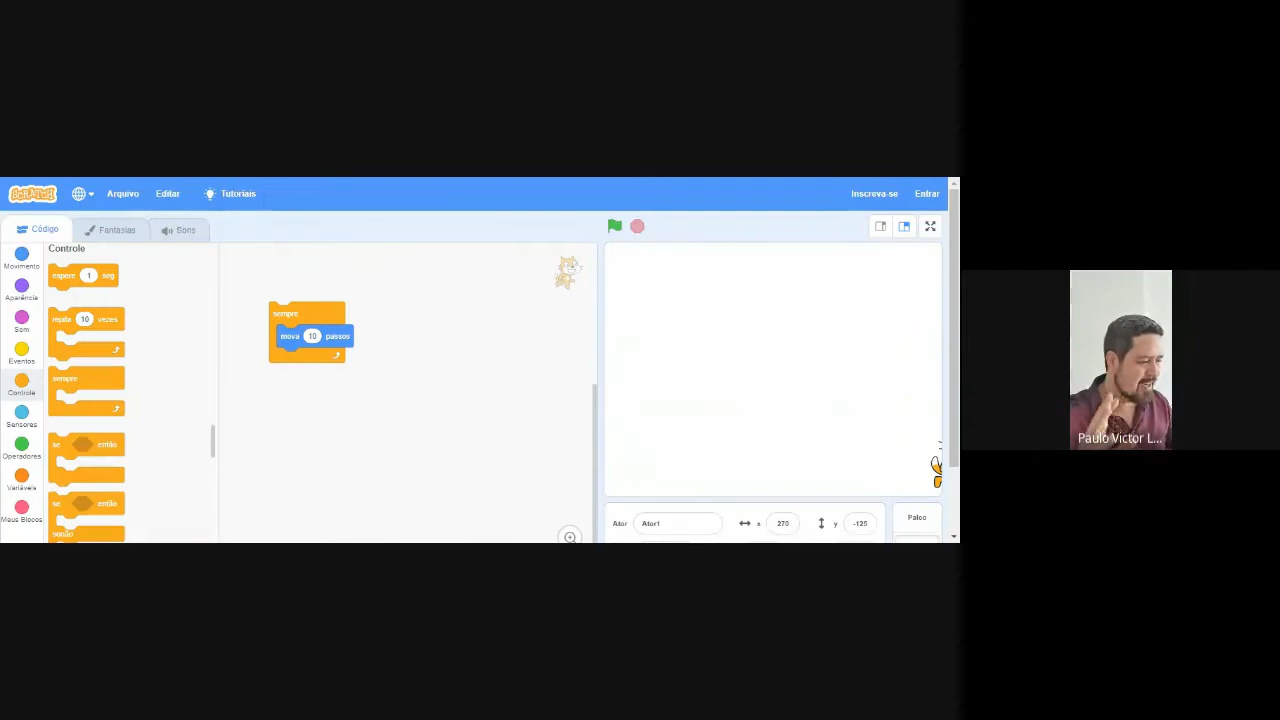 SCRATCH Arquivo Editar Tutoriais Inscreva-se Entrar
Código Fantasias Sons
Movimento
Aparência
Som
Eventos
Controle
Sensores
Operadores
Variáveis
Meus Blocos
Controle
espere 1 seg
repita 10 vezes
sempre
se então
se então
senão
sempre
mova 10 passos
Ator Ator1 x 270 y -125
Palco
Paulo Victor L...